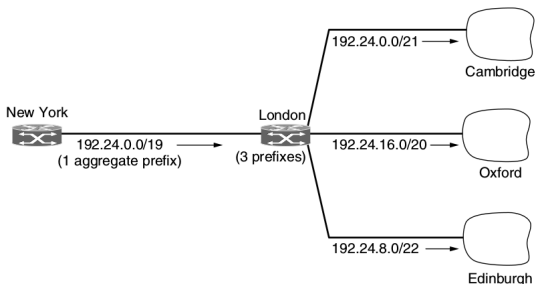 192.24.0.0/21
Cambridge
New York
London
192.24.0.0/19
(1 aggregate prefix)
(3 prefixes)
192.24.16.0/20
Oxford
192.24.8.0/22
Edinburgh